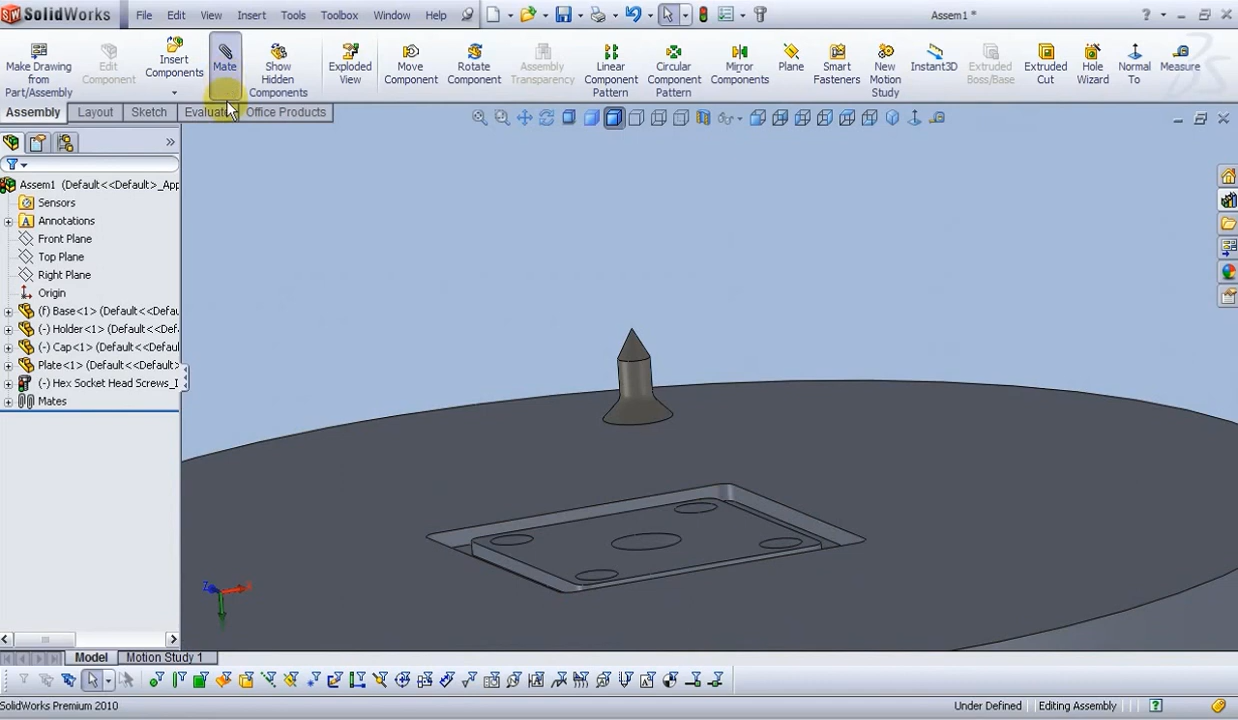 SolidWorks File Edit View Insert Tools Toolbox Window Help Assem1 *
Make Drawing from Part/Assembly
Edit Component
Insert Components
Mate
Show Hidden Components
Exploded View
Move Component
Rotate Component
Assembly Transparency
Linear Component Pattern
Circular Component Pattern
Mirror Components
Plane
Smart Fasteners
New Motion Study
Instant3D
Extruded Boss/Base
Extruded Cut
Hole Wizard
Normal To
Measure
Assembly Layout Sketch Evaluat Office Products
Assem1 (Default<<Default>_App
Sensors
Annotations
Front Plane
Top Plane
Right Plane
Origin
(f) Base<1> (Default<<Defau
(-) Holder<1> (Default<<Def
(-) Cap<1> (Default<<Defaul
Plate<1> (Default<<Default>
(-) Hex Socket Head Screws_I
Mates
Model Motion Study 1
SolidWorks Premium 2010 Under Defined Editing Assembly